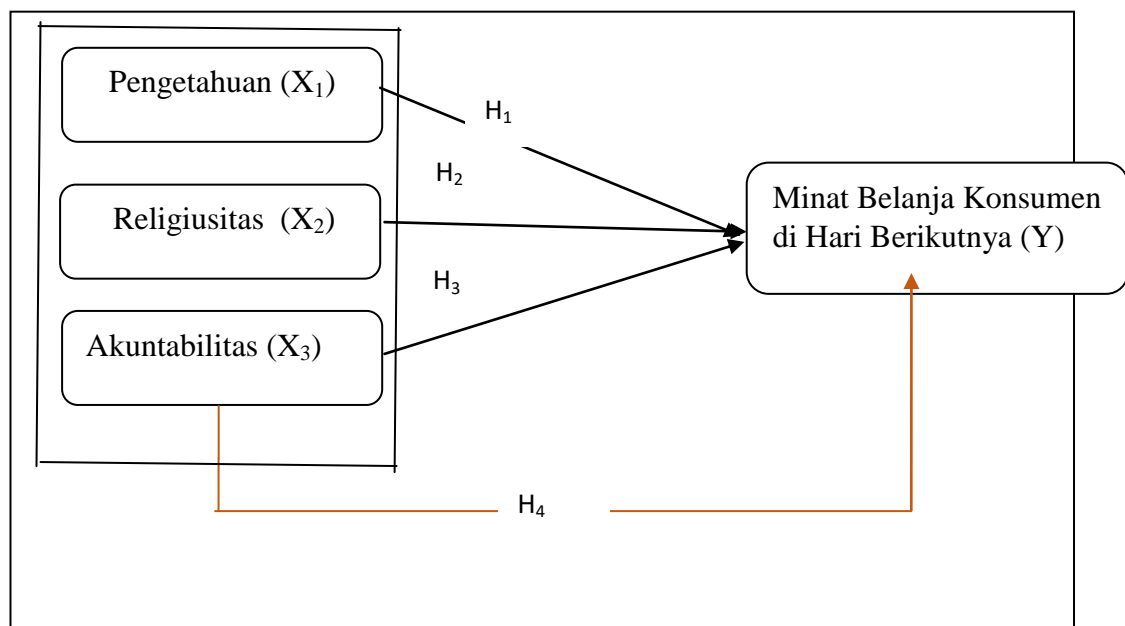 Pengetahuan (X₁)
H₁
H₂
Religiusitas (X₂)
Minat Belanja Konsumen
di Hari Berikutnya (Y)
H₃
Akuntabilitas (X₃)
H₄